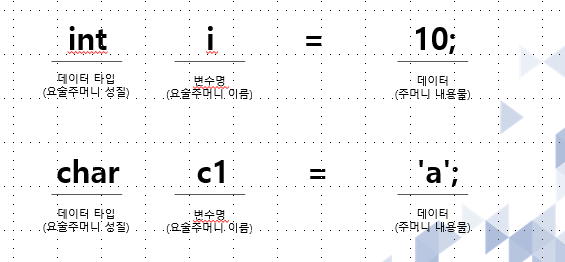 int i = 10;
데이터 타입 변수명 데이터
(요술주머니 성질) (요술주머니 이름) (주머니 내용물)
char c1 = 'a';
데이터 타입 변수명 데이터
(요술주머니 성질) (요술주머니 이름) (주머니 내용물)